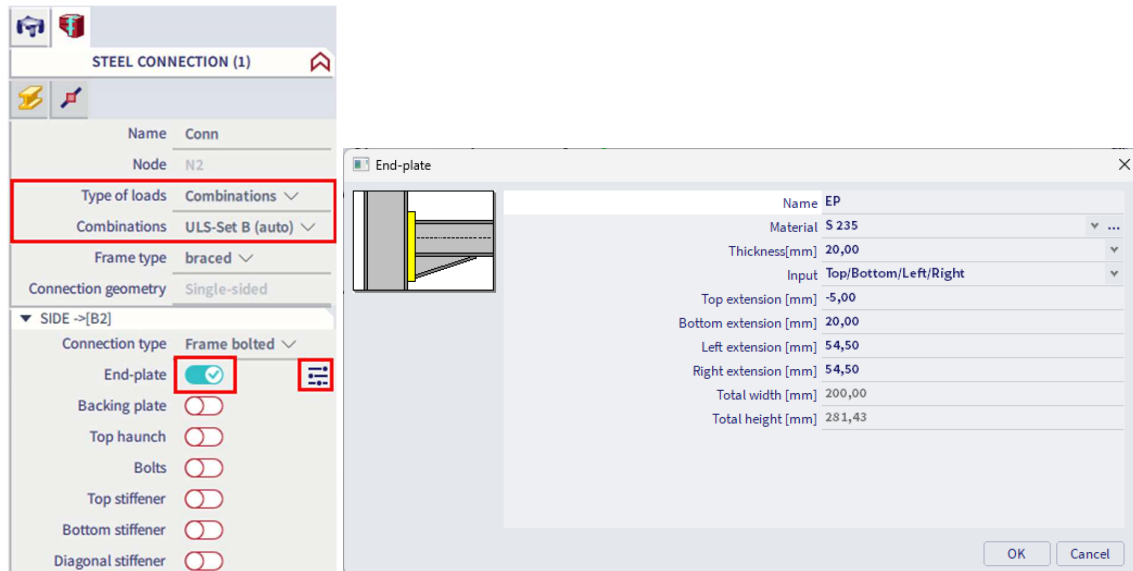 STEEL CONNECTION (1)
Name Conn
Node N2
Type of loads Combinations
Combinations ULS-Set B (auto)
Frame type braced
Connection geometry Single-sided
SIDE ->[B2]
Connection type Frame bolted
End-plate
Backing plate
Top haunch
Bolts
Top stiffener
Bottom stiffener
Diagonal stiffener
End-plate
Name EP
Material S 235 ...
Thickness[mm] 20,00
Input Top/Bottom/Left/Right
Top extension [mm] -5,00
Bottom extension [mm] 20,00
Left extension [mm] 54,50
Right extension [mm] 54,50
Total width [mm] 200,00
Total height [mm] 281,43
OK Cancel